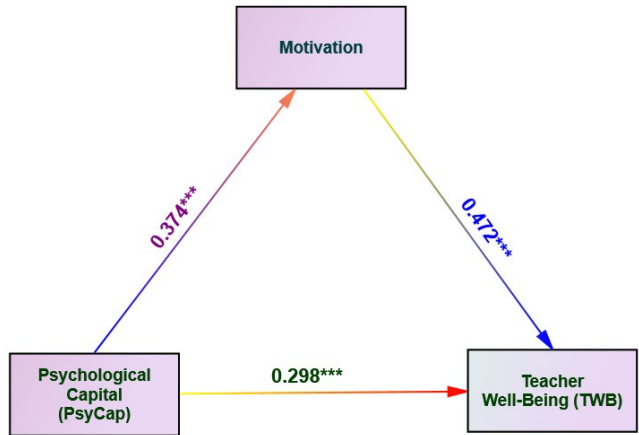 Motivation
0.374***
0.472***
Psychological
Capital
(PsyCap)
0.298***
Teacher
Well-Being (TWB)